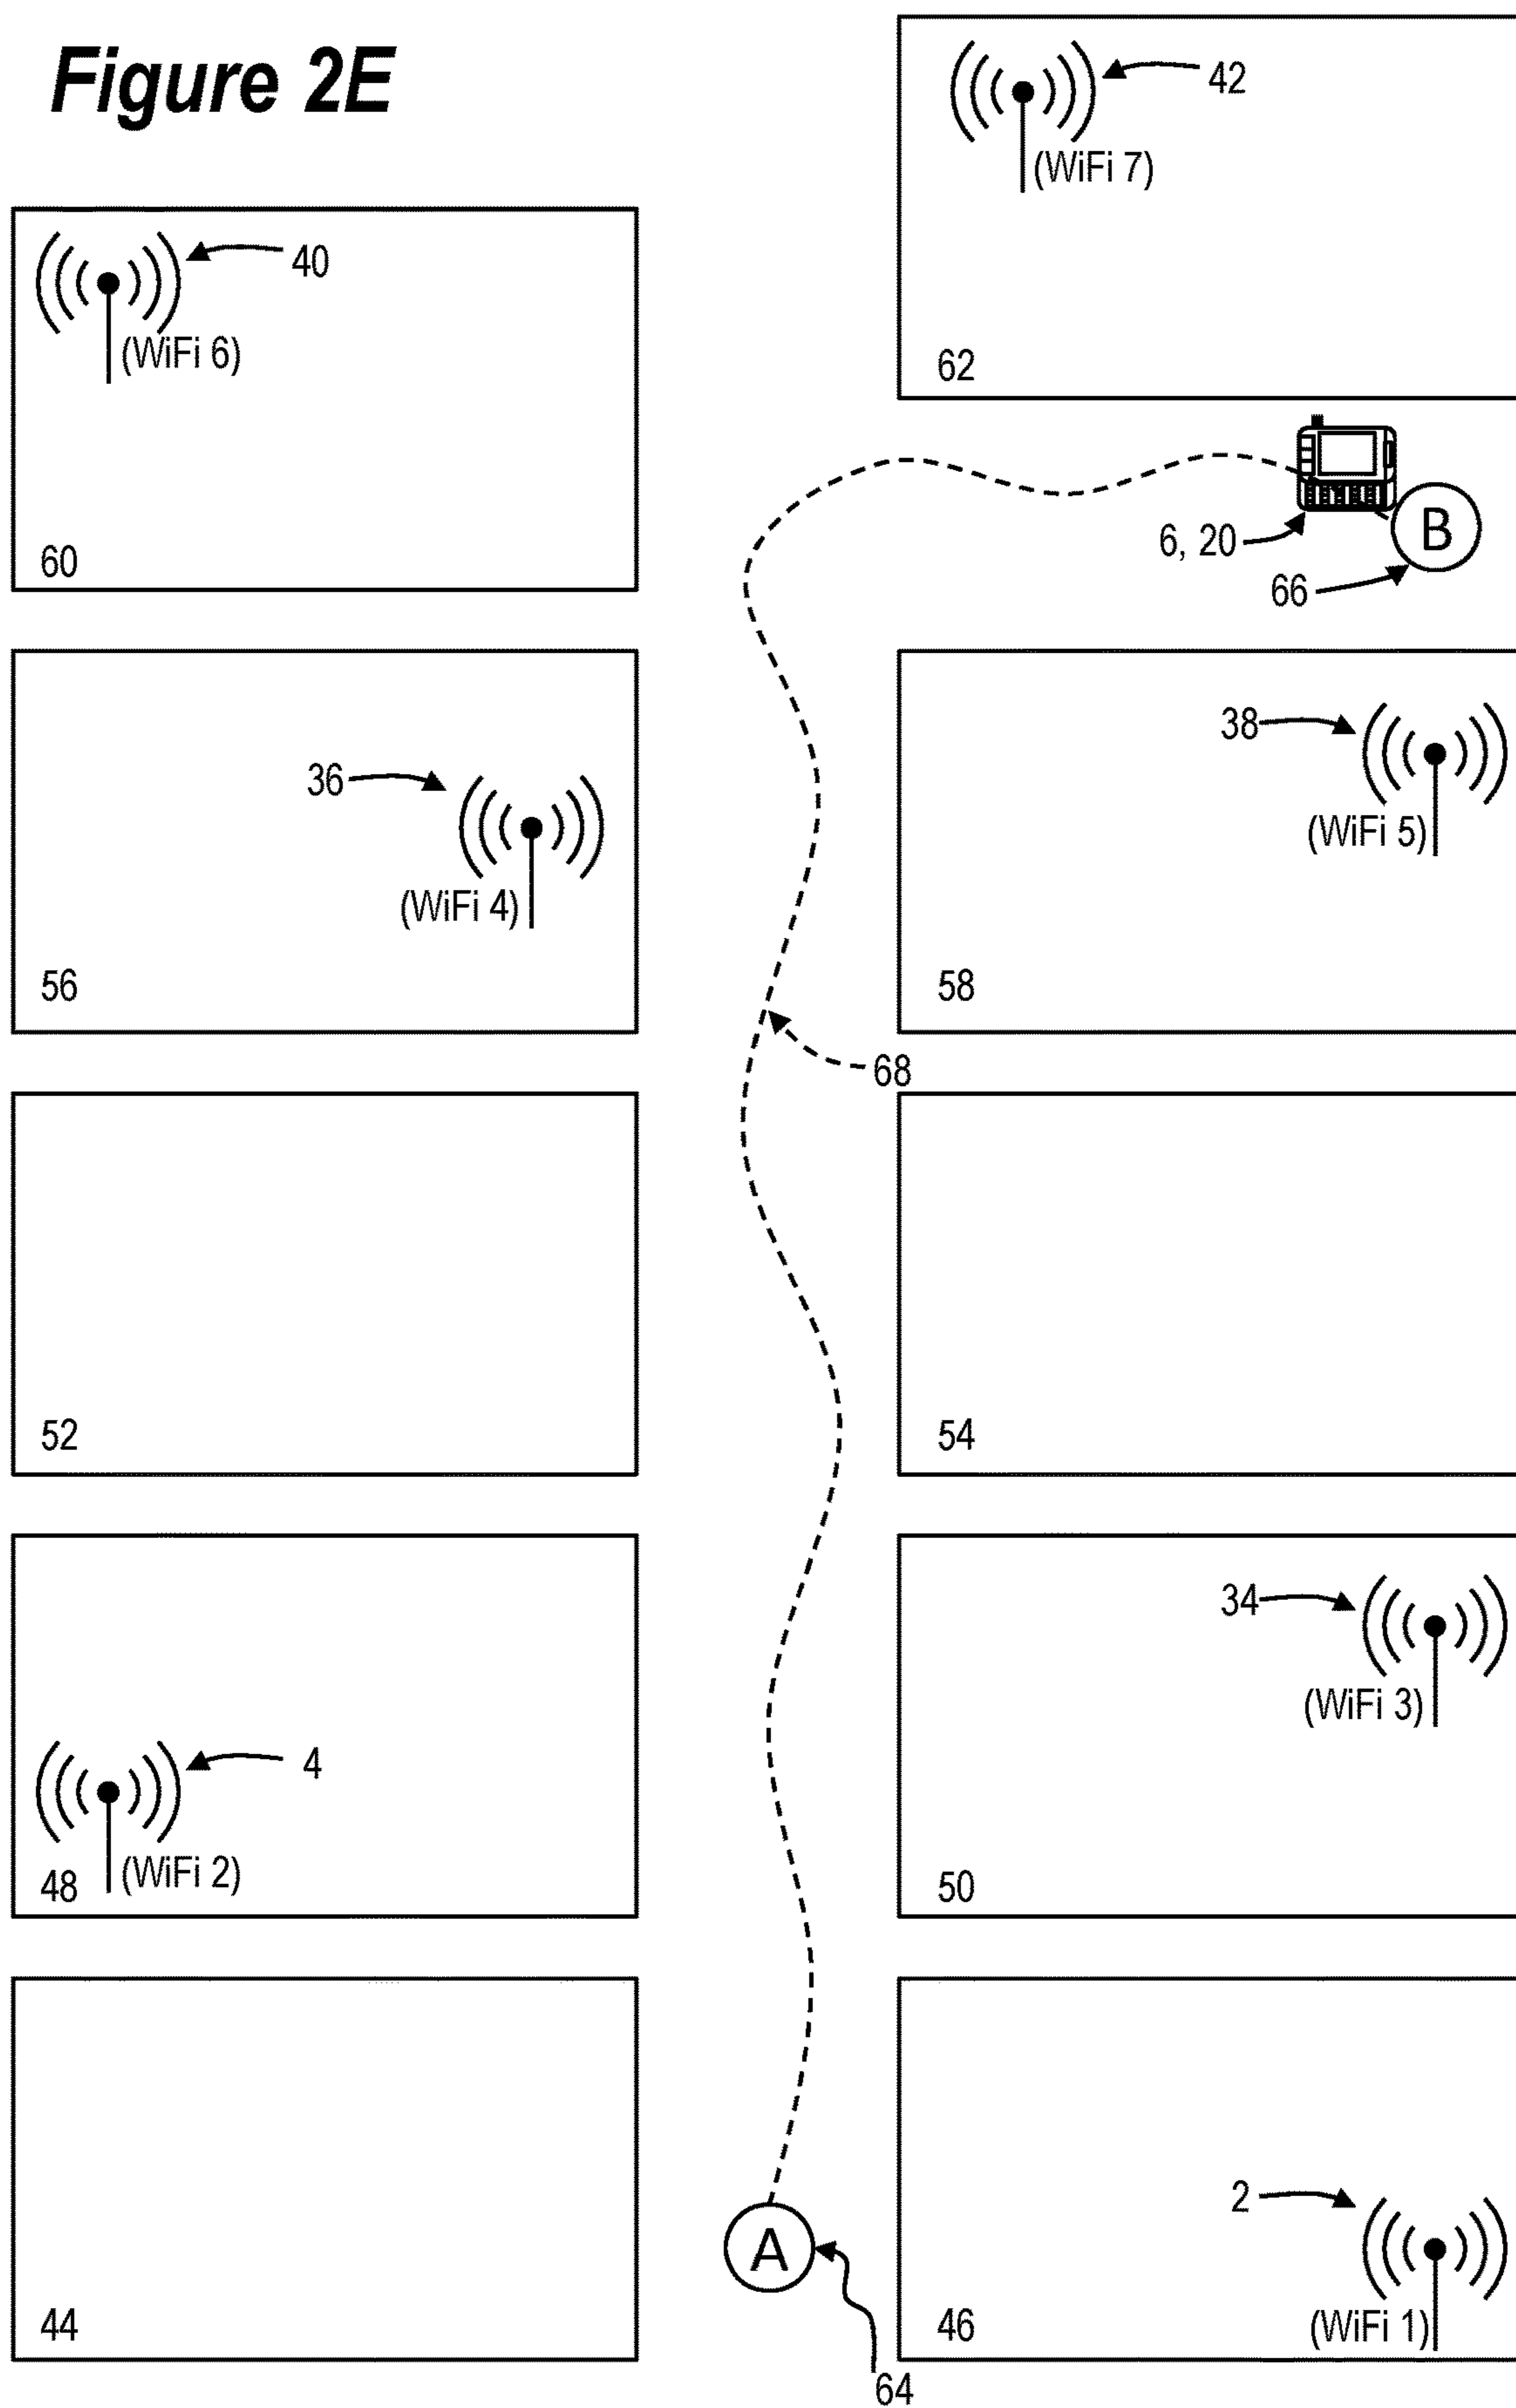 Figure 2E
42
(WiFi 7)
40
(WiFi 6)
62
6, 20
B
66
60
38
(WiFi 5)
36
(WiFi 4)
56
58
68
52
54
34
(WiFi 3)
4
(WiFi 2)
48
50
2
A
44
46
(WiFi 1)
64